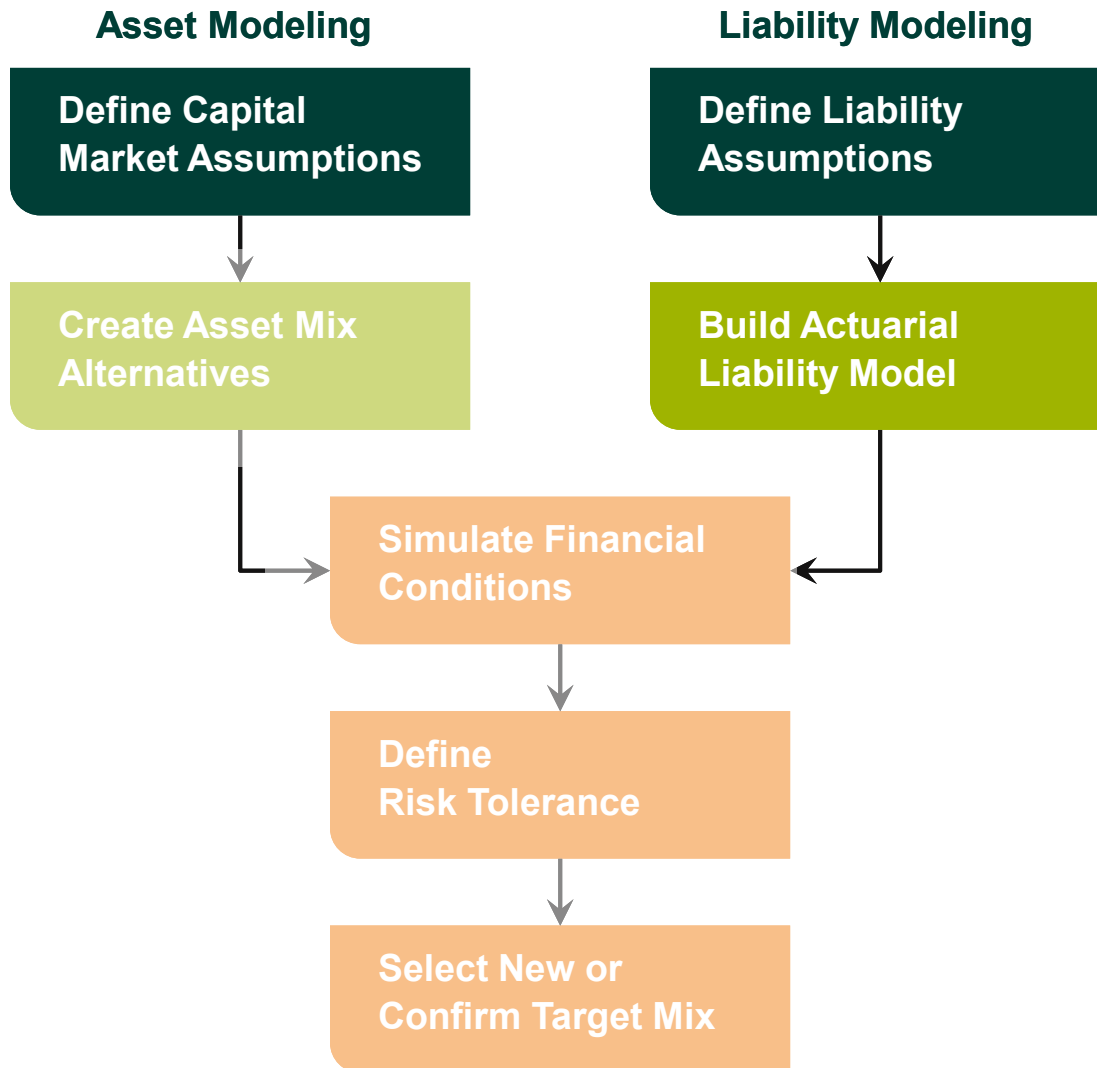 Asset Modeling
Liability Modeling
Define Capital
Market Assumptions
Define Liability
Assumptions
Create Asset Mix
Alternatives
Build Actuarial
Liability Model
Simulate Financial
Conditions
Define
Risk Tolerance
Select New or
Confirm Target Mix